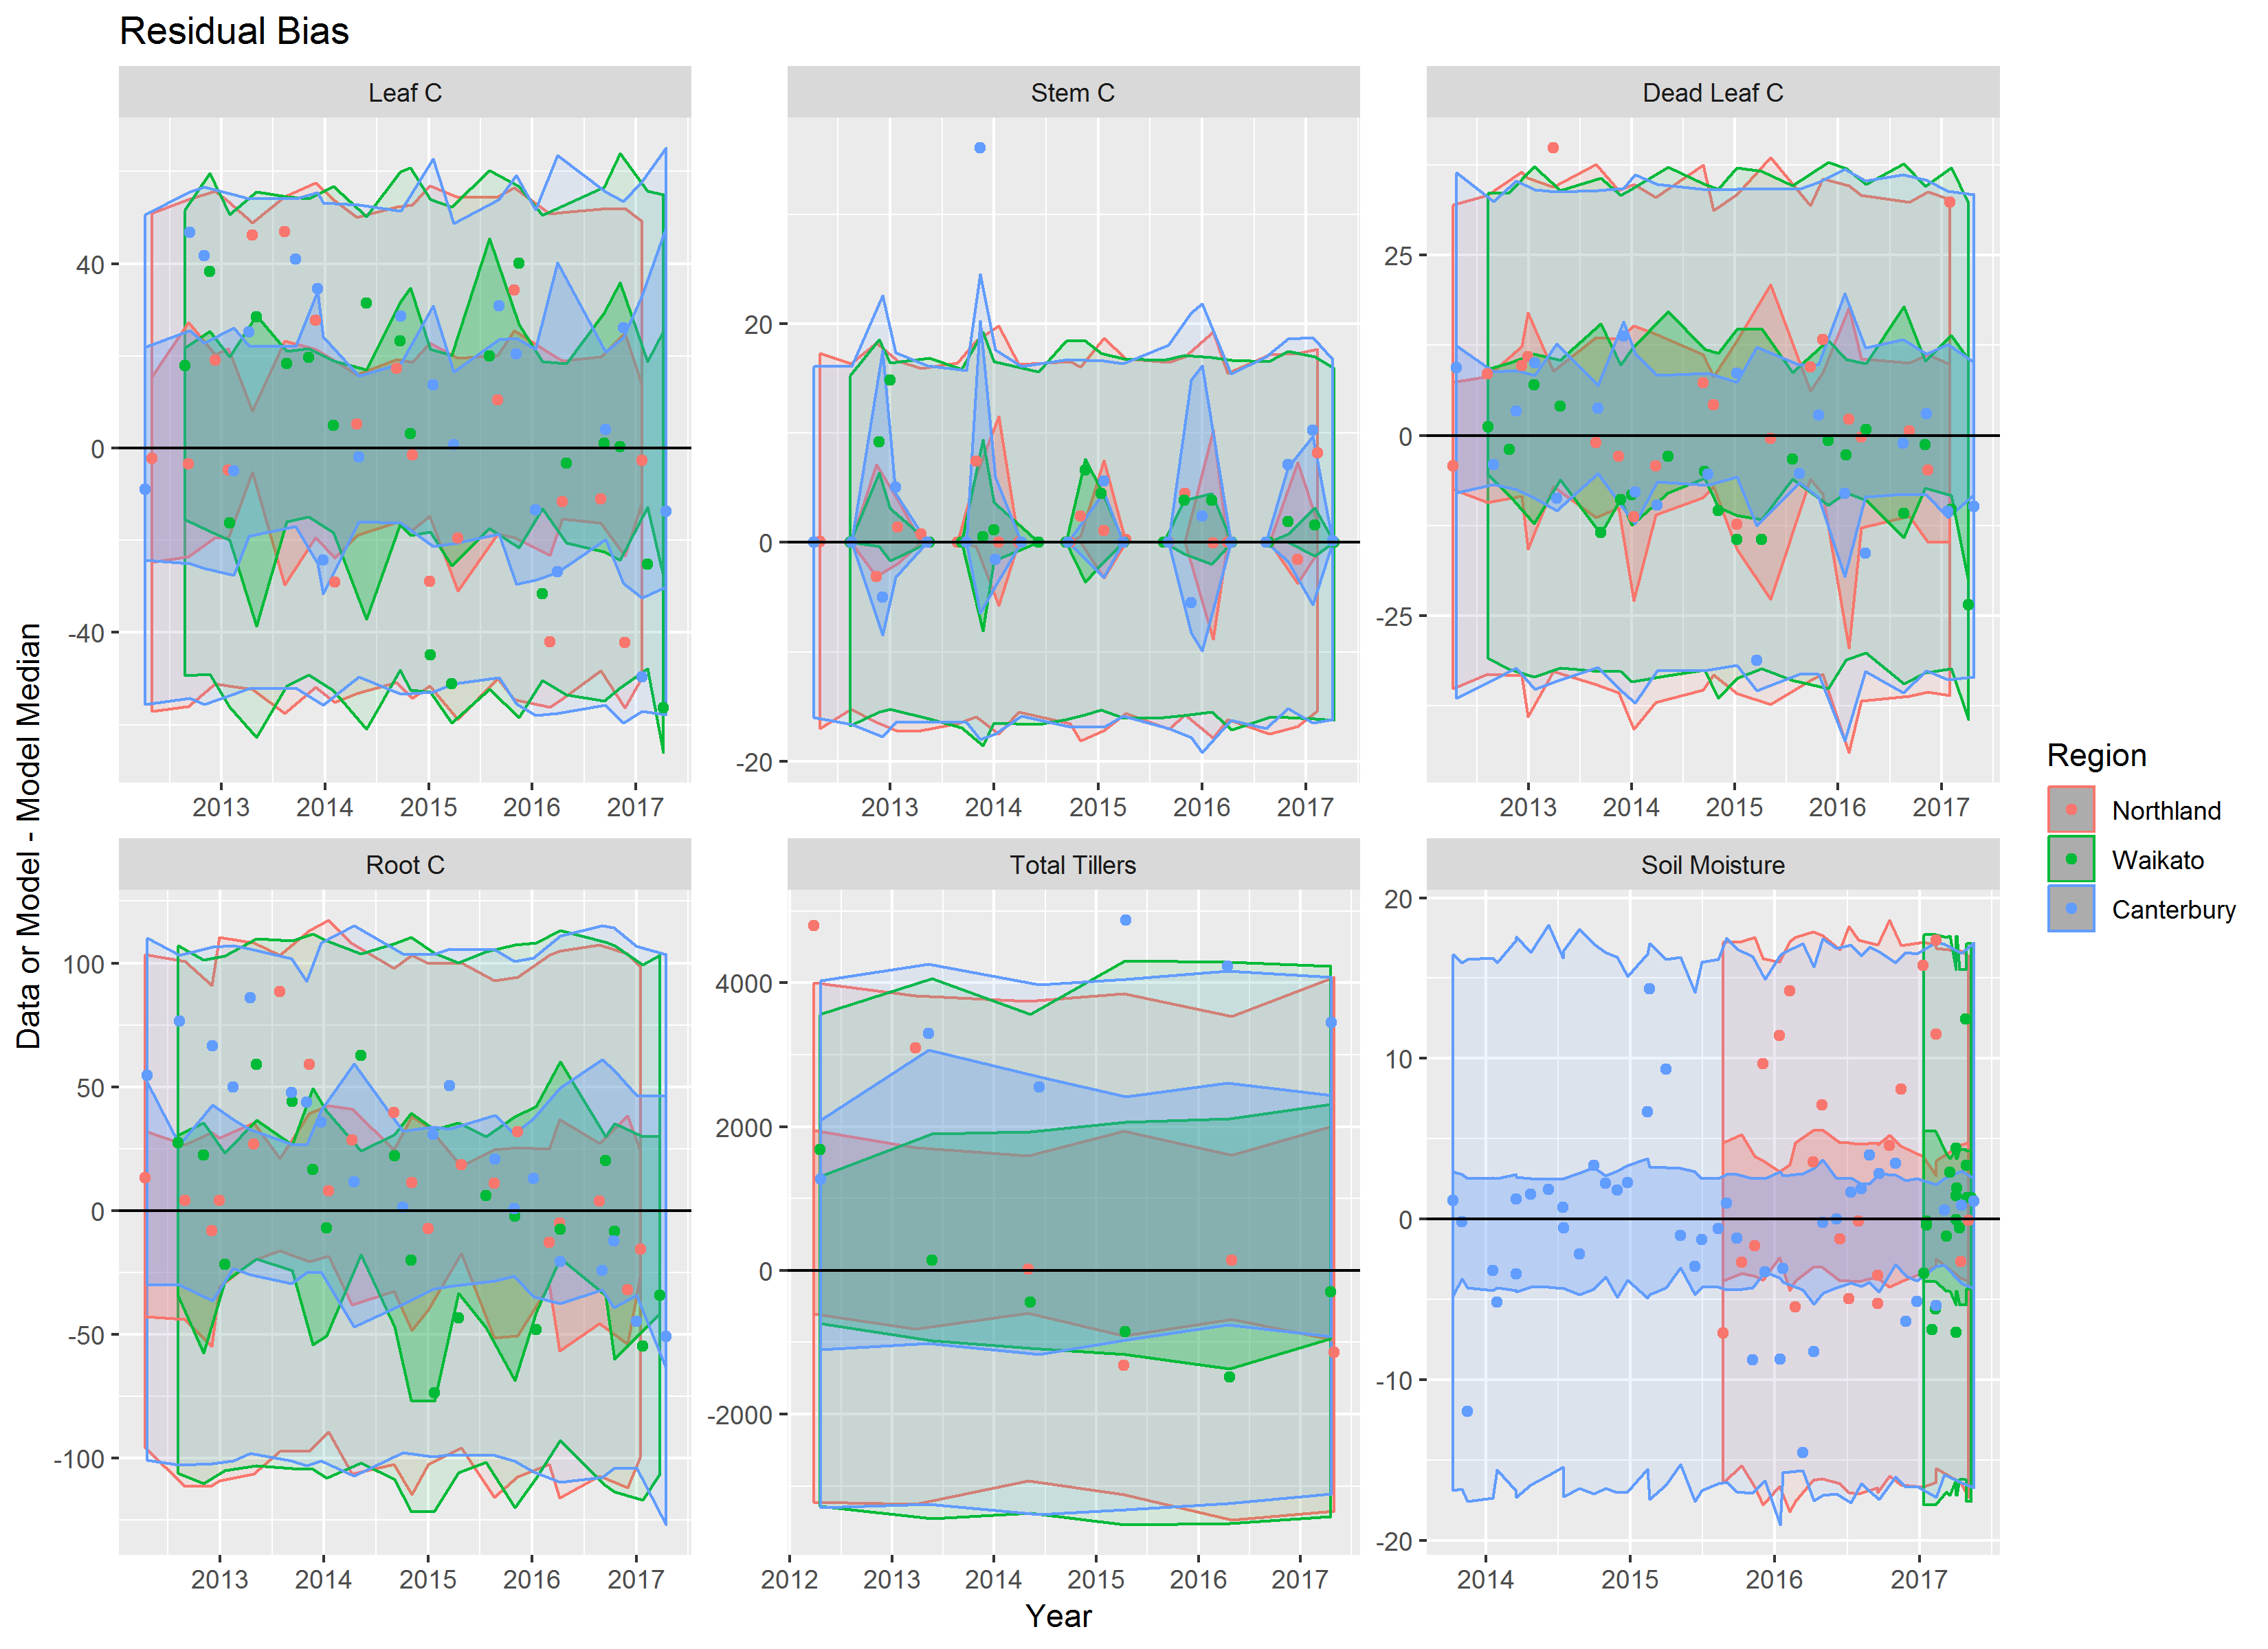 Residual Bias
Leaf C
Stem C
Dead Leaf C
40
0
-40
20
0
-20
25
0
-25
2013 2014 2015 2016 2017
2013 2014 2015 2016 2017
2013 2014 2015 2016 2017
Data or Model - Model Median
Root C
Total Tillers
Soil Moisture
100
50
0
-50
-100
4000
2000
0
-2000
20
10
0
-10
-20
2013 2014 2015 2016 2017
2012 2013 2014 2015 2016 2017
2014 2015 2016 2017
Year
Region
Northland
Waikato
Canterbury